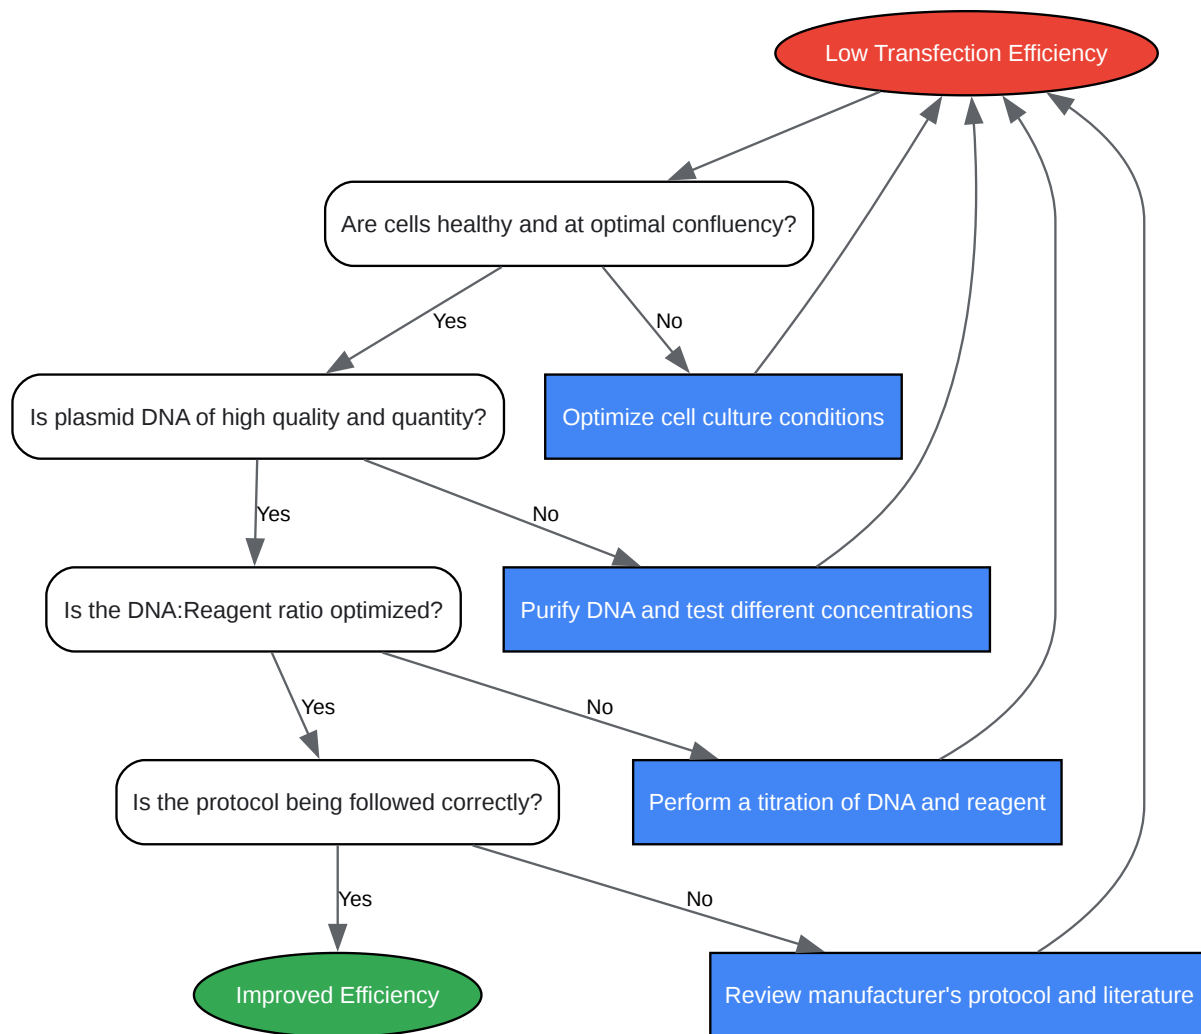 Low Transfection Efficiency
Are cells healthy and at optimal confluency?
Yes
No
Is plasmid DNA of high quality and quantity?
Optimize cell culture conditions
Yes
No
Is the DNA:Reagent ratio optimized?
Purify DNA and test different concentrations
Yes
No
Is the protocol being followed correctly?
Perform a titration of DNA and reagent
Yes
No
Improved Efficiency
Review manufacturer's protocol and literature